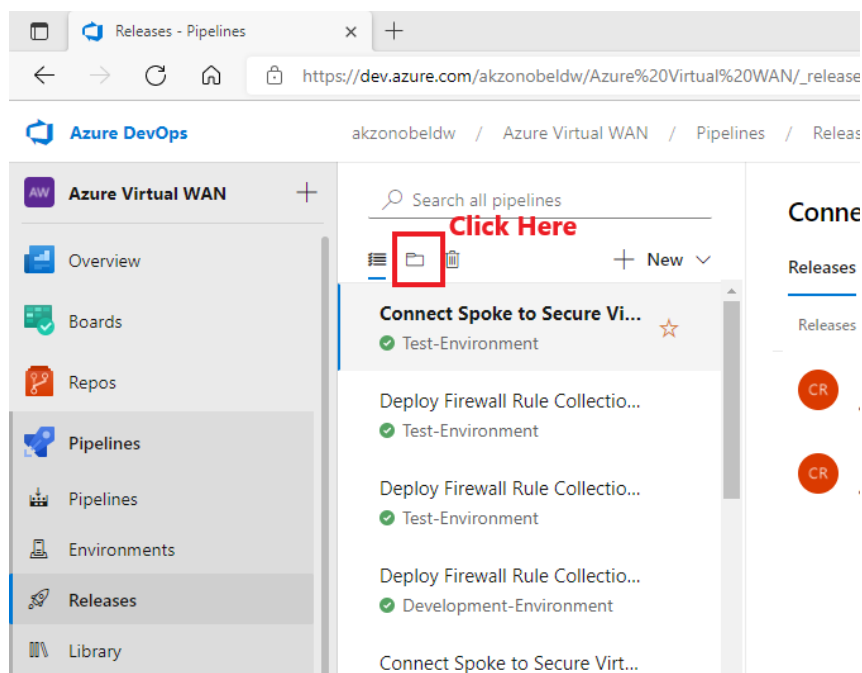 Releases - Pipelines
https://dev.azure.com/akzonobeldw/Azure%20Virtual%20WAN/_release
Azure DevOps
akzonobeldw / Azure Virtual WAN / Pipelines / Releas
AW Azure Virtual WAN
Search all pipelines
Click Here
New
Conne
Overview
Boards
Repos
Pipelines
Pipelines
Environments
Releases
Library
Connect Spoke to Secure Vi...
Test-Environment
Deploy Firewall Rule Collectio...
Test-Environment
Deploy Firewall Rule Collectio...
Test-Environment
Deploy Firewall Rule Collectio...
Development-Environment
Connect Spoke to Secure Virt...
Releases
Releases
CR
CR